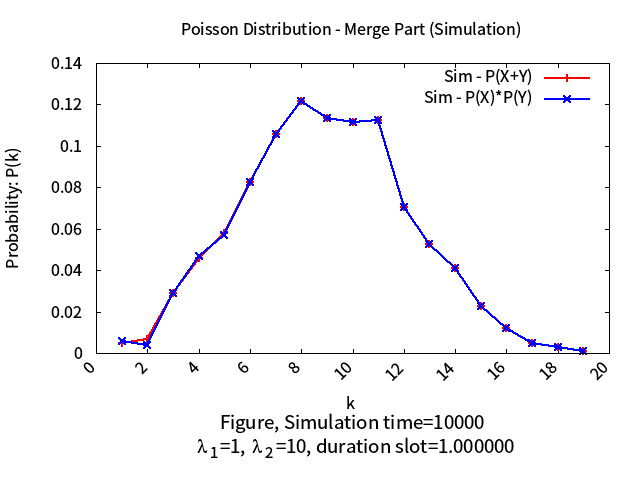 Poisson Distribution - Merge Part (Simulation)
0.14
0.12
0.1
0.08
0.06
0.04
0.02
0
Probability: P(k)
Sim - P(X+Y)
Sim - P(X)*P(Y)
0 2 4 6 8 10 12 14 16 18 20
k
Figure, Simulation time=10000
λ1=1, λ2=10, duration slot=1.000000